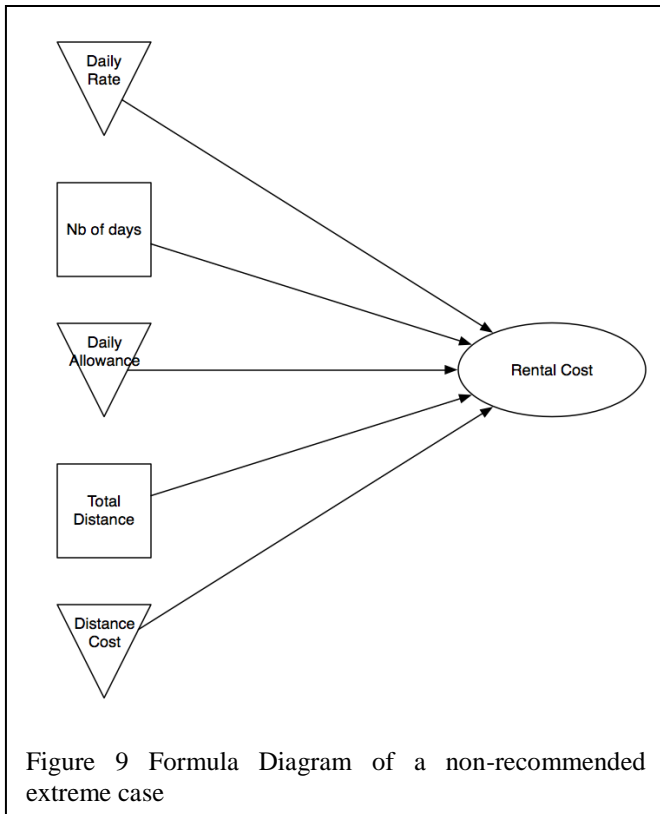 Daily
Rate
Nb of days
Daily
Allowance
Rental Cost
Total
Distance
Distance
Cost
Figure 9 Formula Diagram of a non-recommended
extreme case